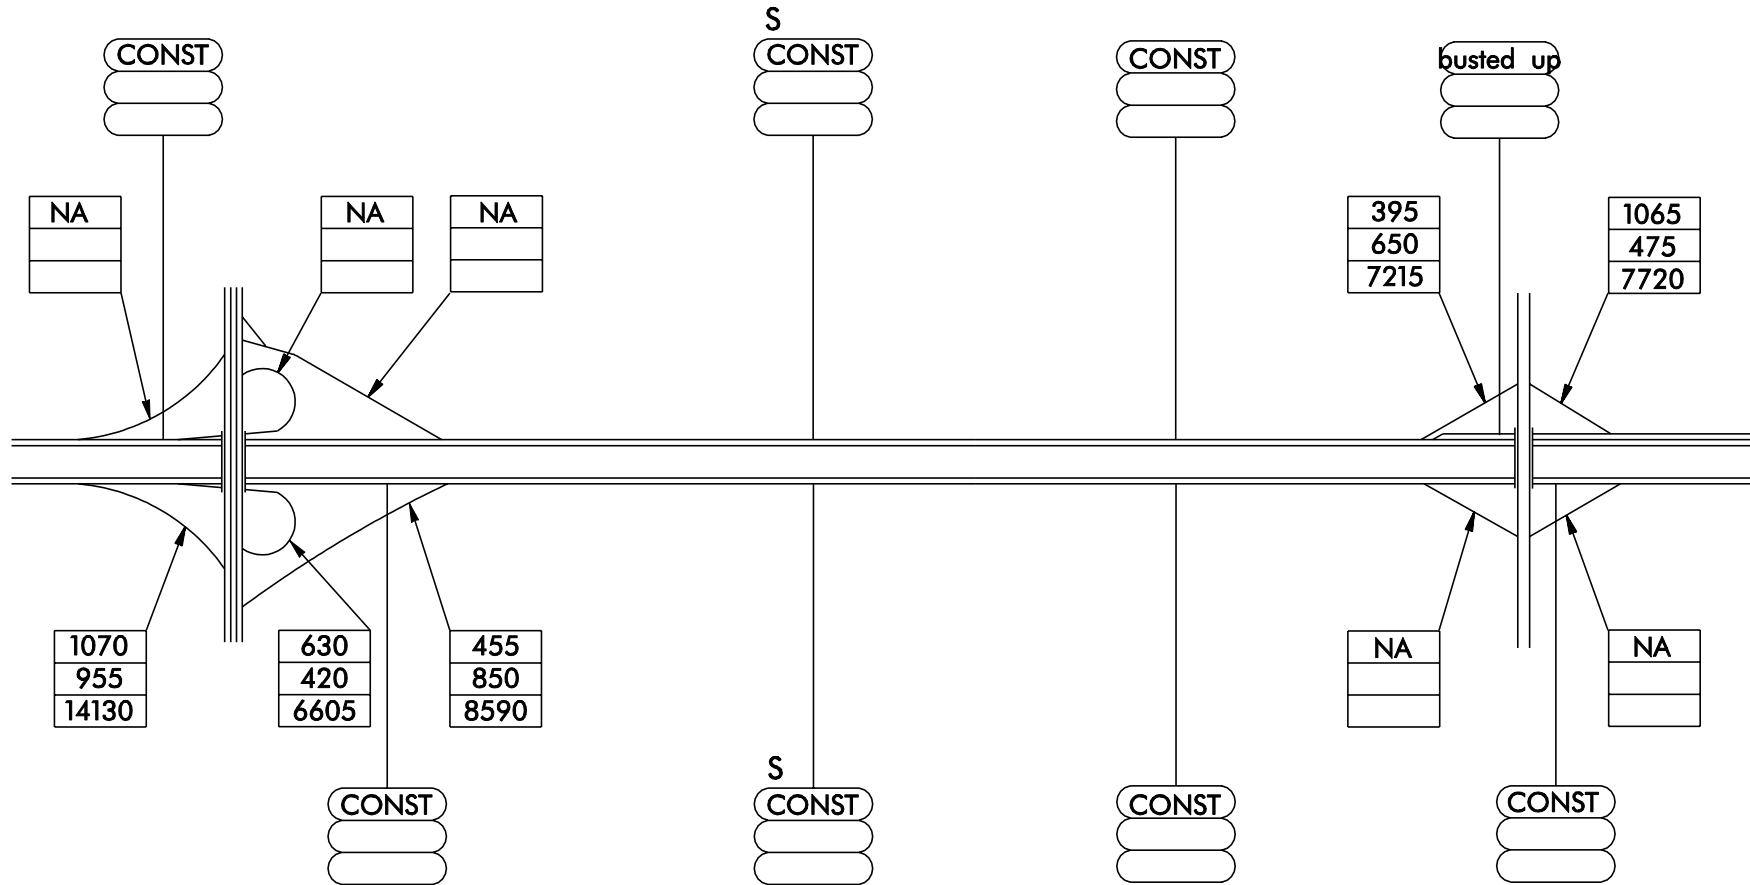 S
CONST
CONST
CONST
busted up
NA
NA
NA
395
650
7215
1065
475
7720
1070
955
14130
630
420
6605
455
850
8590
NA
NA
S
CONST
CONST
CONST
CONST